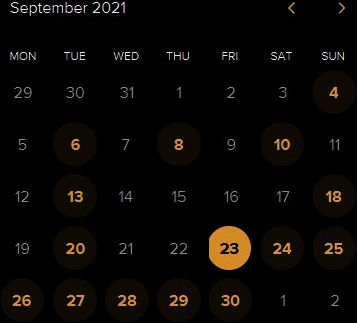 September 2021
MON TUE WED THU FRI SAT SUN
29 30 31 1 2 3 4
5 6 7 8 9 10 11
12 13 14 15 16 17 18
19 20 21 22 23 24 25
26 27 28 29 30 1 2